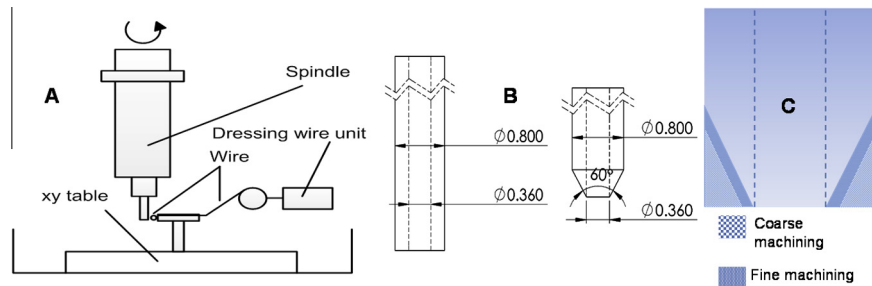 A
Spindle
Dressing wire unit
Wire
xy table
B
Ø0.800
Ø0.360
Ø0.800
60º
Ø0.360
C
Coarse
machining
Fine machining